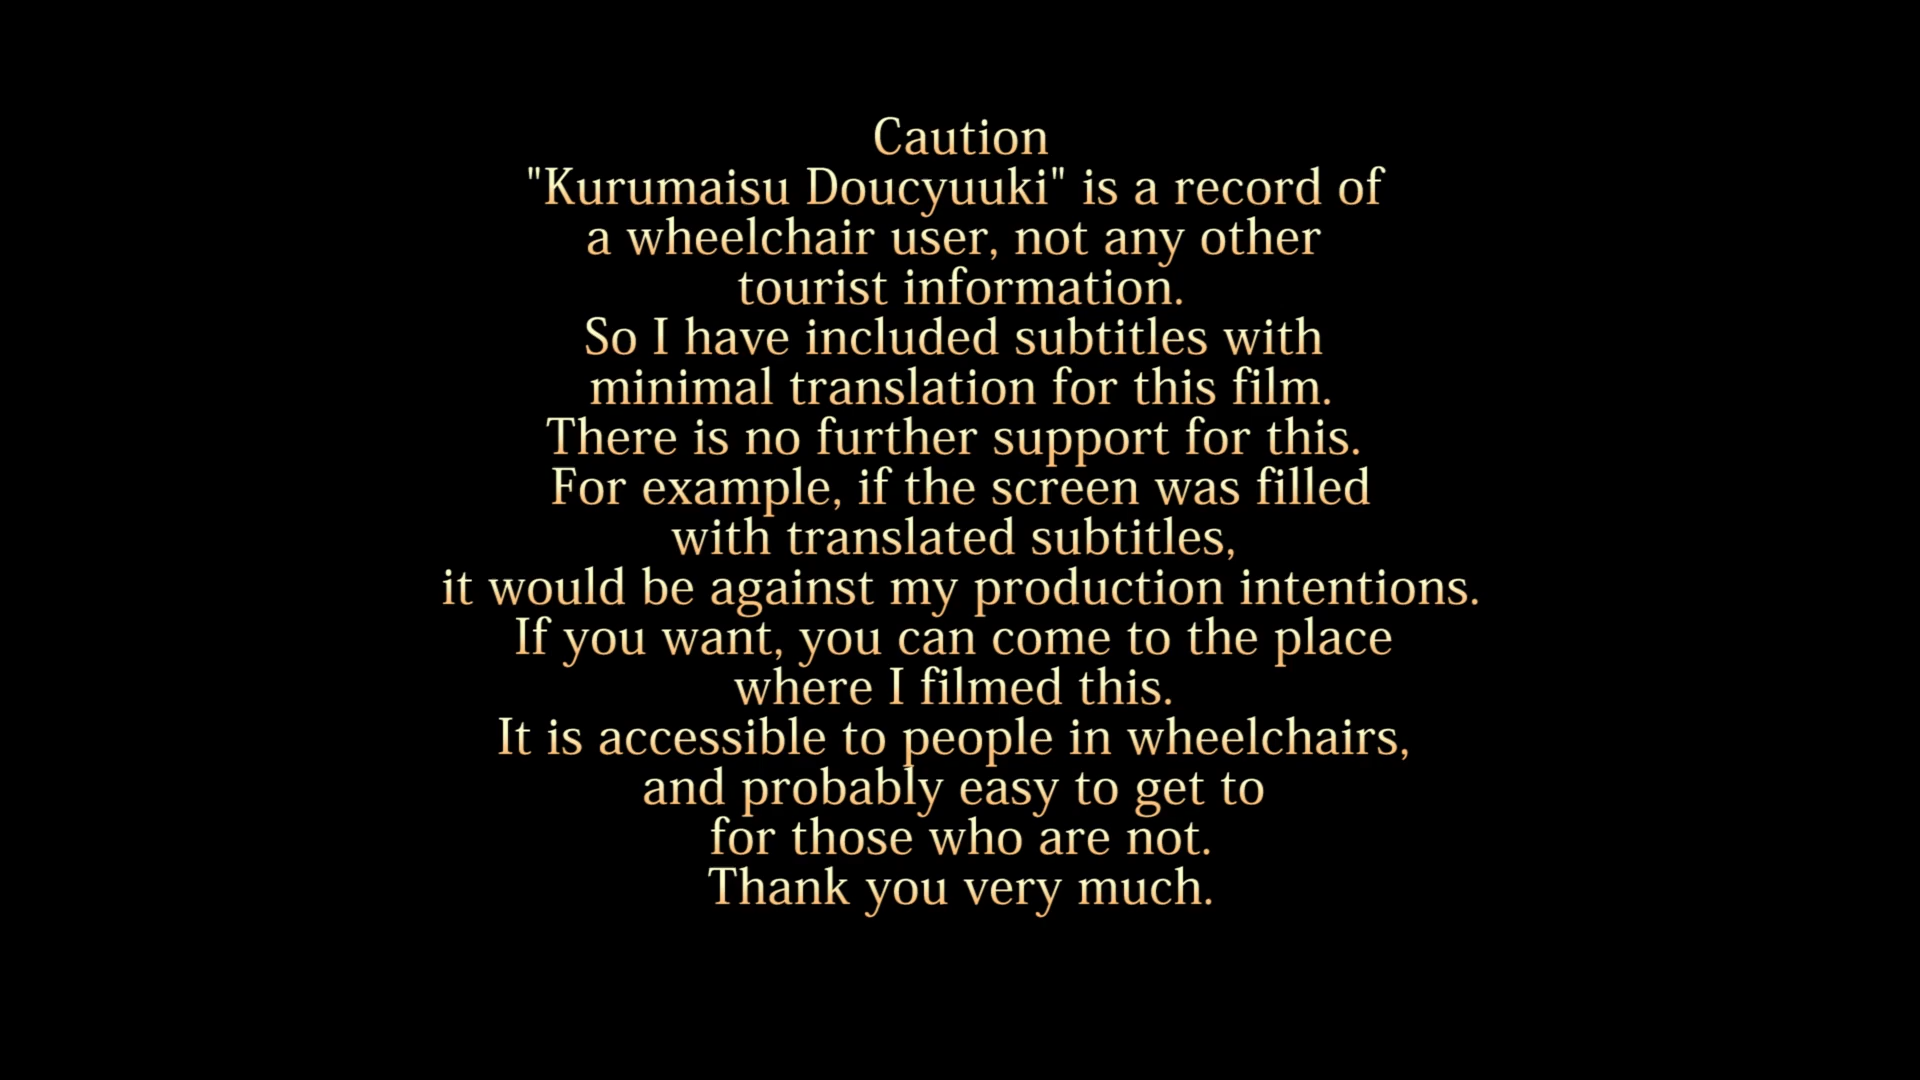 Caution
"Kurumaisu Doucyuuki" is a record of
a wheelchair user, not any other
tourist information.
So I have included subtitles with
minimal translation for this film.
There is no further support for this.
For example, if the screen was filled
with translated subtitles,
it would be against my production intentions.
If you want, you can come to the place
where I filmed this.
It is accessible to people in wheelchairs,
and probably easy to get to
for those who are not.
Thank you very much.